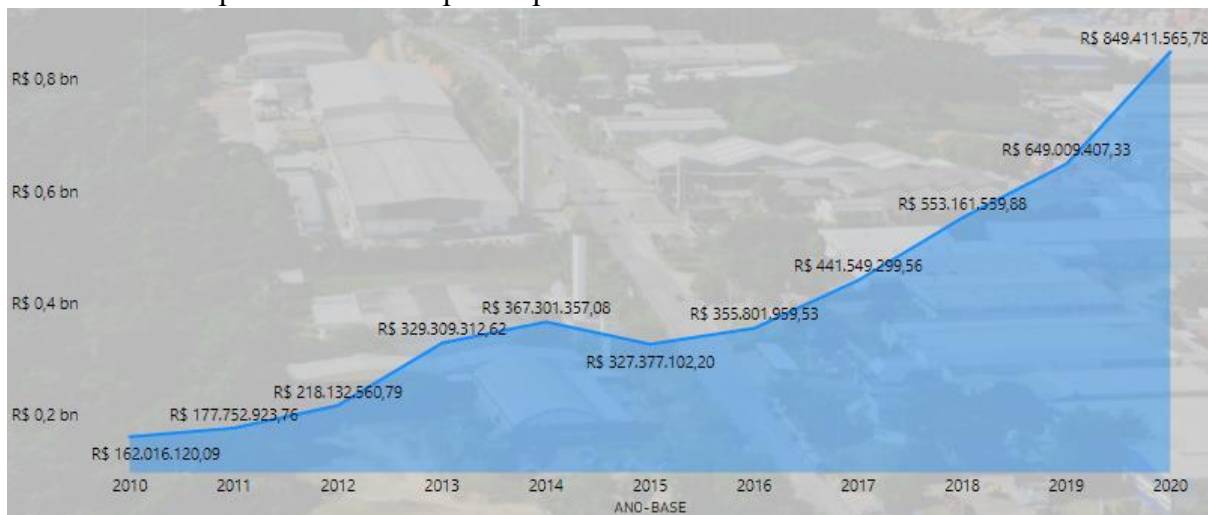 R$ 849.411.565,78
R$ 0,8 bn
R$ 649.009.407,33
R$ 0,6 bn
R$ 553.161.559,88
R$ 441.549.299,56
R$ 0,4 bn
R$ 367.301.357,08
R$ 355.801.959,53
R$ 329.309.312,62
R$ 327.377.102,20
R$ 218.132.560,79
R$ 0,2 bn
R$ 177.752.923,76
R$ 162.016.120,09
2010 2011 2012 2013 2014 2015 2016 2017 2018 2019 2020
ANO-BASE